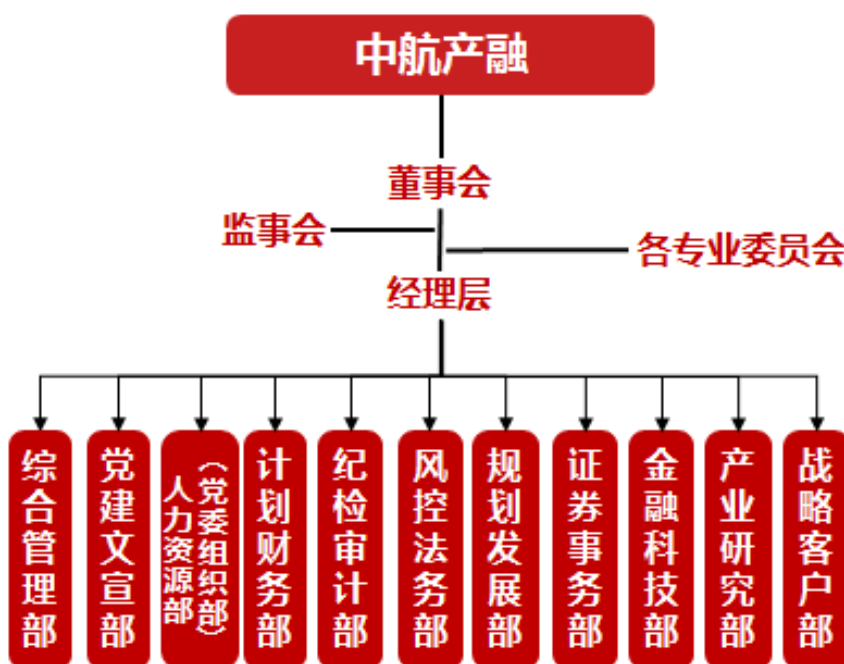 中航产融
董事会
监事会
各专业委员会
经理层
综合管理部
党建文宣部
人力资源部
（党委组织部）
计划财务部
纪检审计部
风控法务部
规划发展部
证券事务部
金融科技部
产业研究部
战略客户部